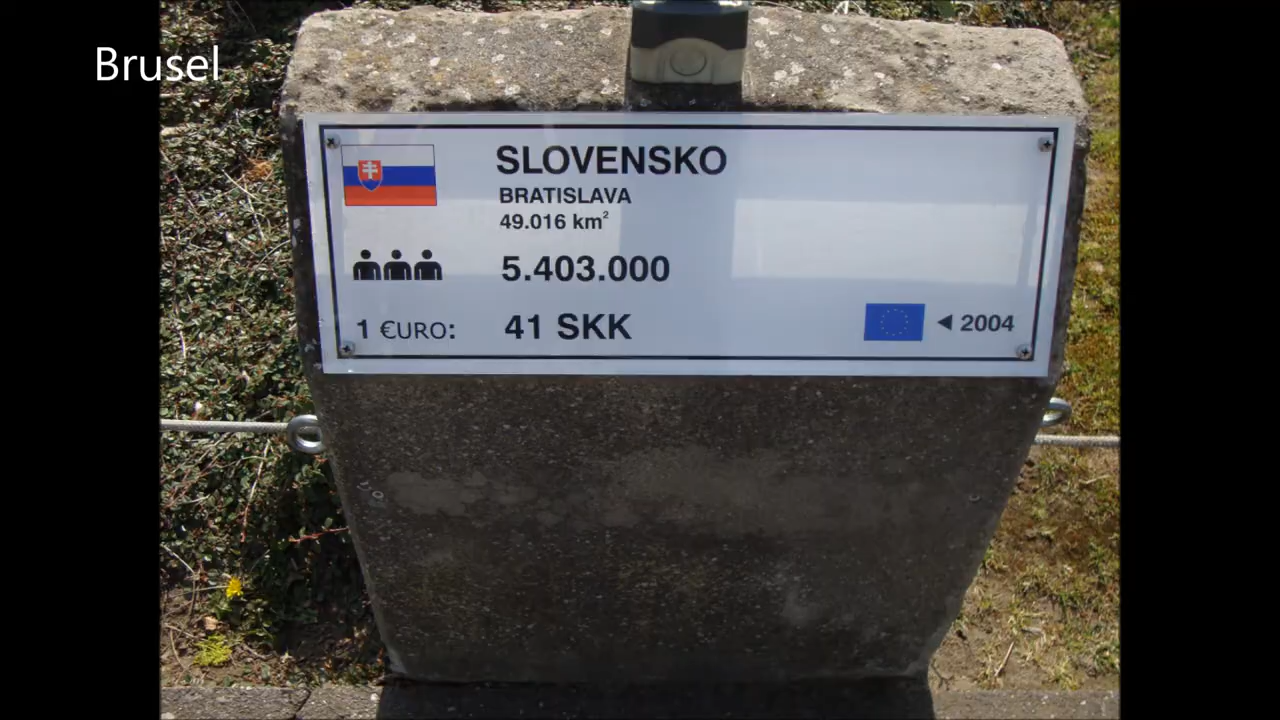 Brusel
SLOVENSKO
BRATISLAVA
49.016 km²
5.403.000
1 €URO: 41 SKK
◄ 2004